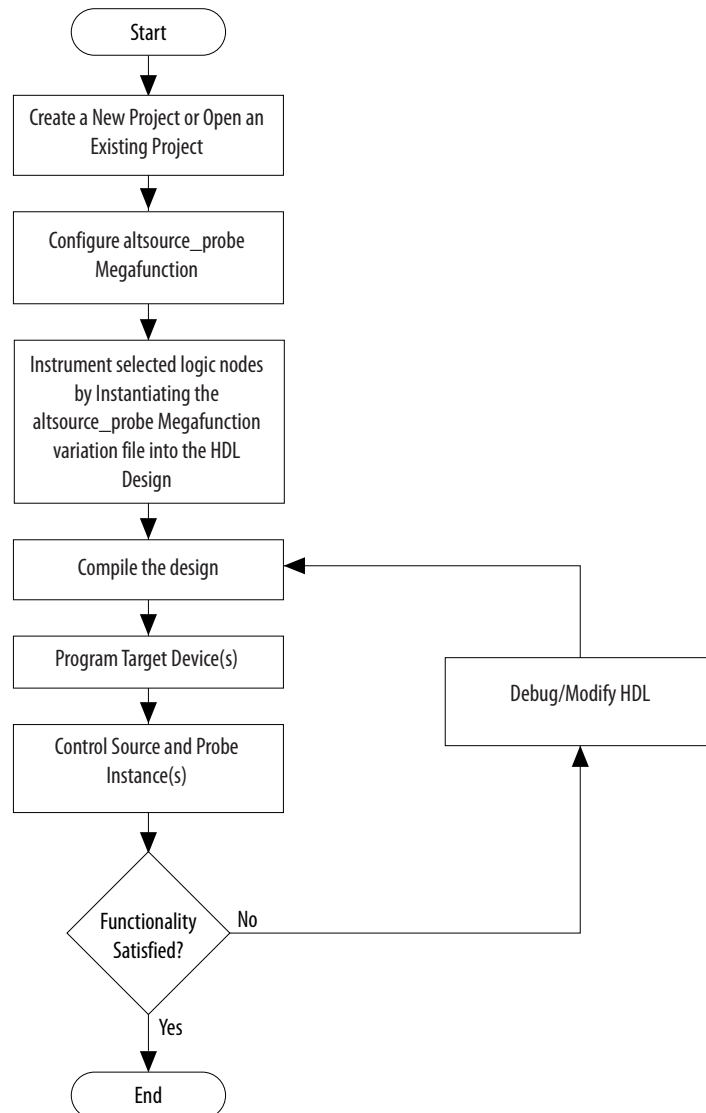 Start
Create a New Project or Open an
Existing Project
Configure altsource_probe
Megafunction
Instrument selected logic nodes
by Instantiating the
altsource_probe Megafunction
variation file into the HDL
Design
Compile the design
Program Target Device(s)
Debug/Modify HDL
Control Source and Probe
Instance(s)
Functionality
Satisfied?
No
Yes
End